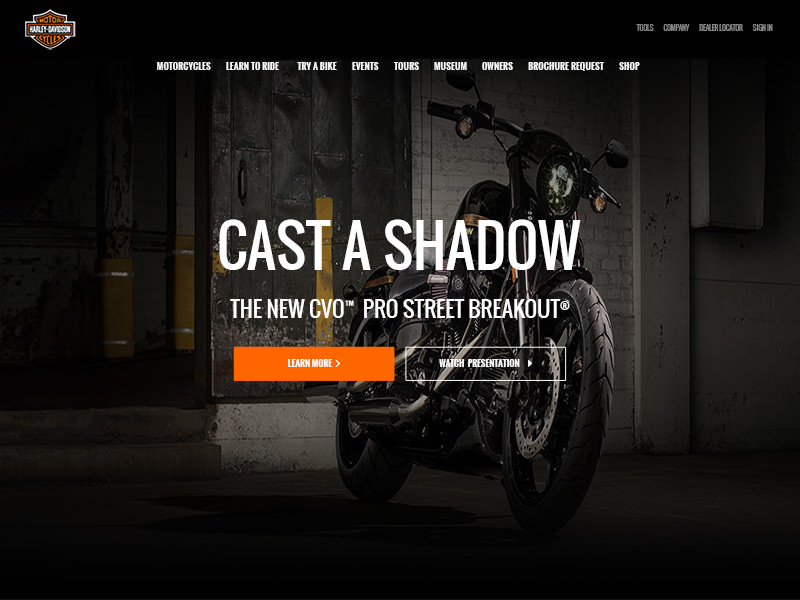 MOTOR
HARLEY-DAVIDSON
CYCLES
TOOLS COMPANY DEALER LOCATOR SIGN IN
MOTORCYCLES LEARN TO RIDE TRY A BIKE EVENTS TOURS MUSEUM OWNERS BROCHURE REQUEST SHOP
CAST A SHADOW
THE NEW CVO™ PRO STREET BREAKOUT®
LEARN MORE
WATCH PRESENTATION